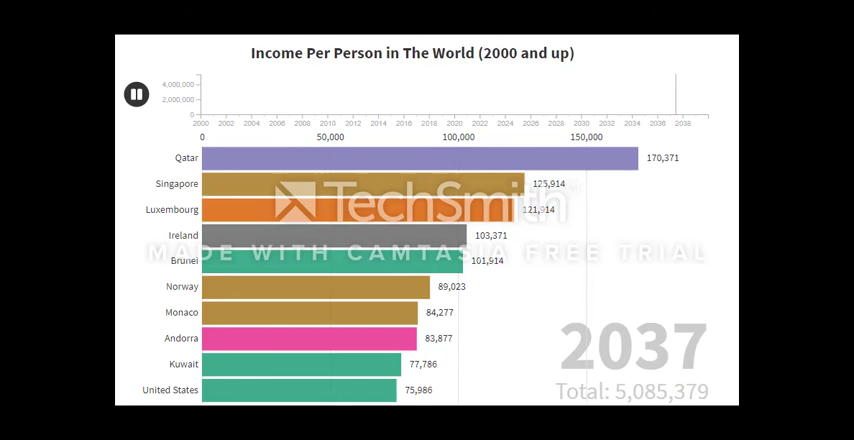 Income Per Person in The World (2000 and up)
4,000,000
2,000,000
0
2000 2002 2004 2006 2008 2010 2012 2014 2016 2018 2020 2022 2024 2026 2028 2030 2032 2034 2036 2038
0 50,000 100,000 150,000
Qatar 170,371
Singapore 125,914
Luxembourg 121,914
TechSmith
Ireland 103,371
MADE WITH CAMTASIA FREE TRIAL
Brunei 101,914
Norway 89,023
Monaco 84,277
Andorra 83,877
Kuwait 77,786
United States 75,986
2037
Total: 5,085,379